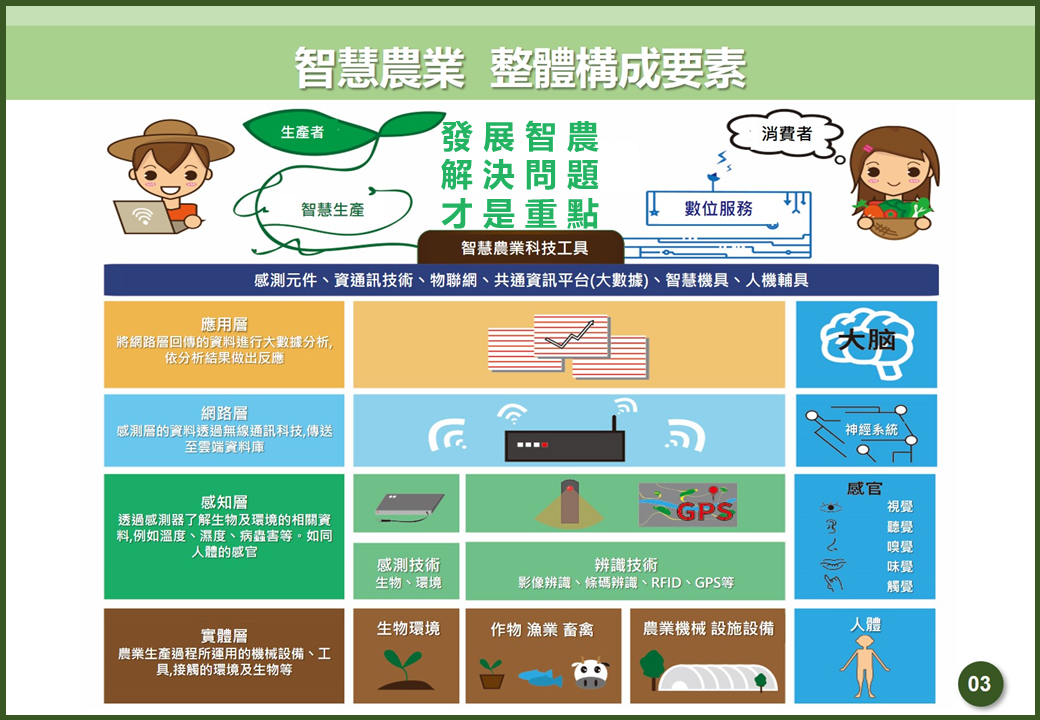 智慧農業 整體構成要素
生產者
發展智農
解決問題
才是重點
消費者
智慧生產
數位服務
智慧農業科技工具
感測元件、資通訊技術、物聯網、共通資訊平台(大數據)、智慧機具、人機輔具
應用層
將網路層回傳的資料進行大數據分析,
依分析結果做出反應
大脑
網路層
感測層的資料透過無線通訊科技,傳送
至雲端資料庫
神經系統
感知層
透過感測器了解生物及環境的相關資
料,例如溫度、濕度、病蟲害等。如同
人體的感官
GPS
感測技術
生物、環境
辨識技術
影像辨識、條碼辨識、RFID、GPS等
感官
視覺
聽覺
嗅覺
味覺
觸覺
實體層
農業生產過程所運用的機械設備、工
具,接觸的環境及生物等
生物環境
作物 漁業 畜禽
農業機械 設施設備
人體
03